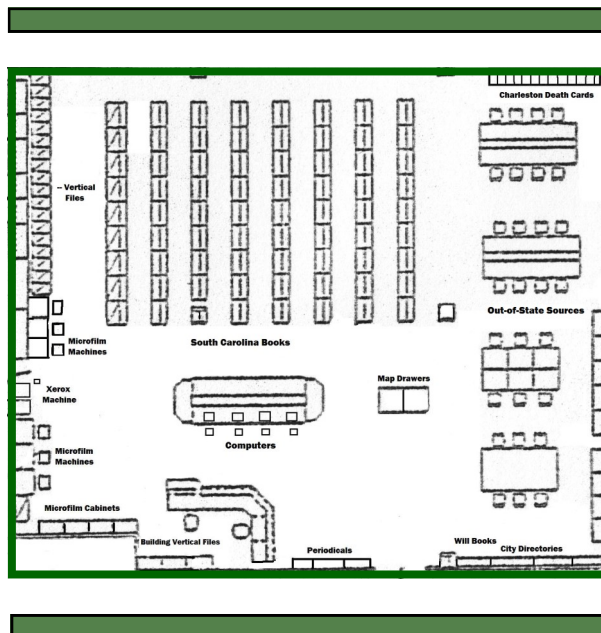 Charleston Death Cards
– Vertical
Files
Out-of-State Sources
South Carolina Books
Microfilm
Machines
Map Drawers
Xerox
Machine
Computers
Microfilm
Machines
Microfilm Cabinets
Building Vertical Files
Will Books
City Directories
Periodicals